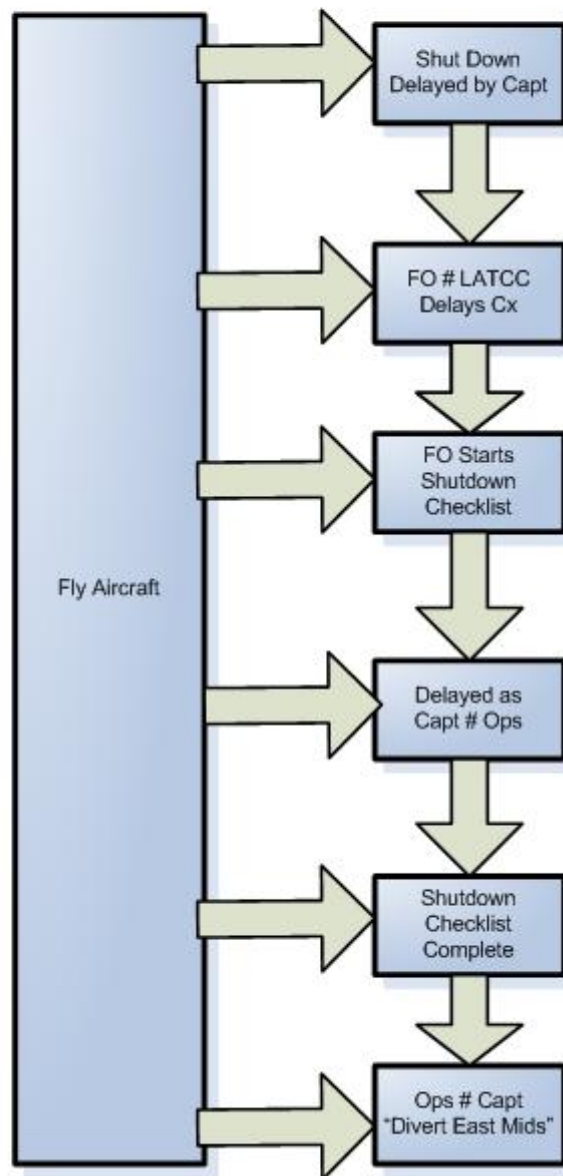 Shut Down
Delayed by Capt
FO # LATCC
Delays Cx
FO Starts
Shutdown
Checklist
Fly Aircraft
Delayed as
Capt # Ops
Shutdown
Checklist
Complete
Ops # Capt
“Divert East Mids”